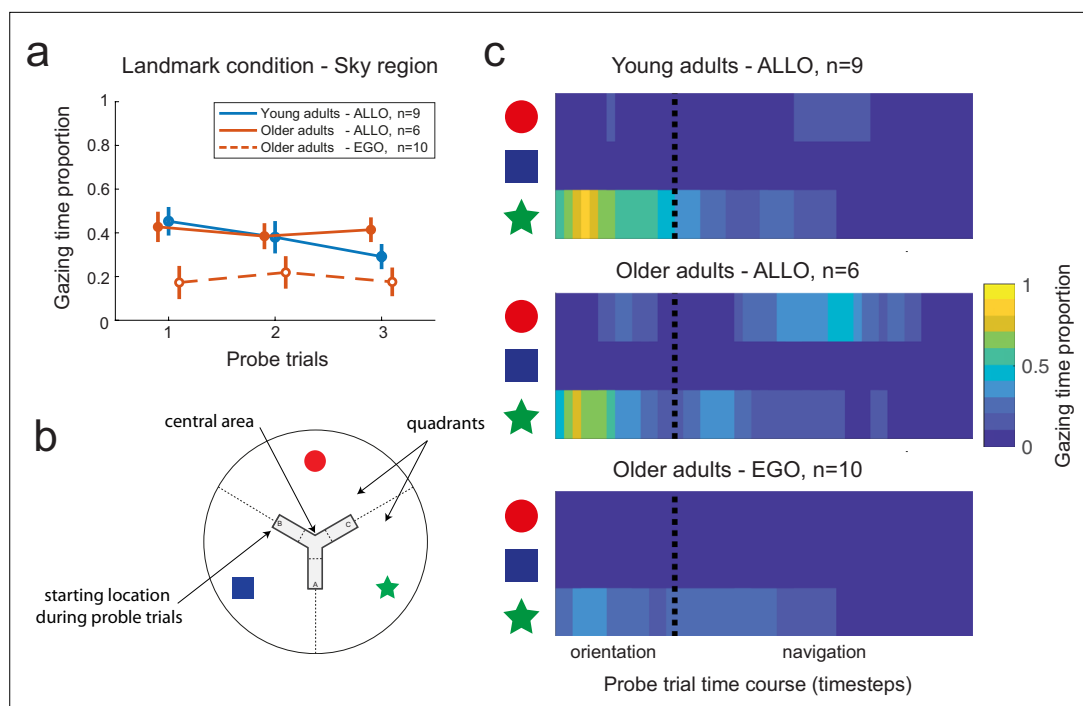 a
Landmark condition - Sky region
1
0.8
0.6
0.4
0.2
0
Gazing time proportion
Young adults - ALLO, n=9
Older adults - ALLO, n=6
Older adults - EGO, n=10
1 2 3
Probe trials
b
central area
quadrants
B
C
A
starting location
during proble trials
c
Young adults - ALLO, n=9
Older adults - ALLO, n=6
1
0.5
0
Gazing time proportion
Older adults - EGO, n=10
orientation navigation
Probe trial time course (timesteps)